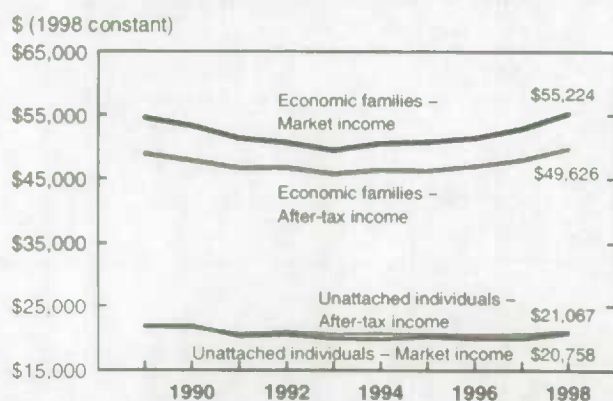 $ (1998 constant)
$65,000
$55,000
$45,000
$35,000
$25,000
$15,000
Economic families –
Market income
$55,224
$49,626
Economic families –
After-tax income
Unattached individuals –
After-tax income
$21,067
Unattached individuals – Market income
$20,758
1990 1992 1994 1996 1998